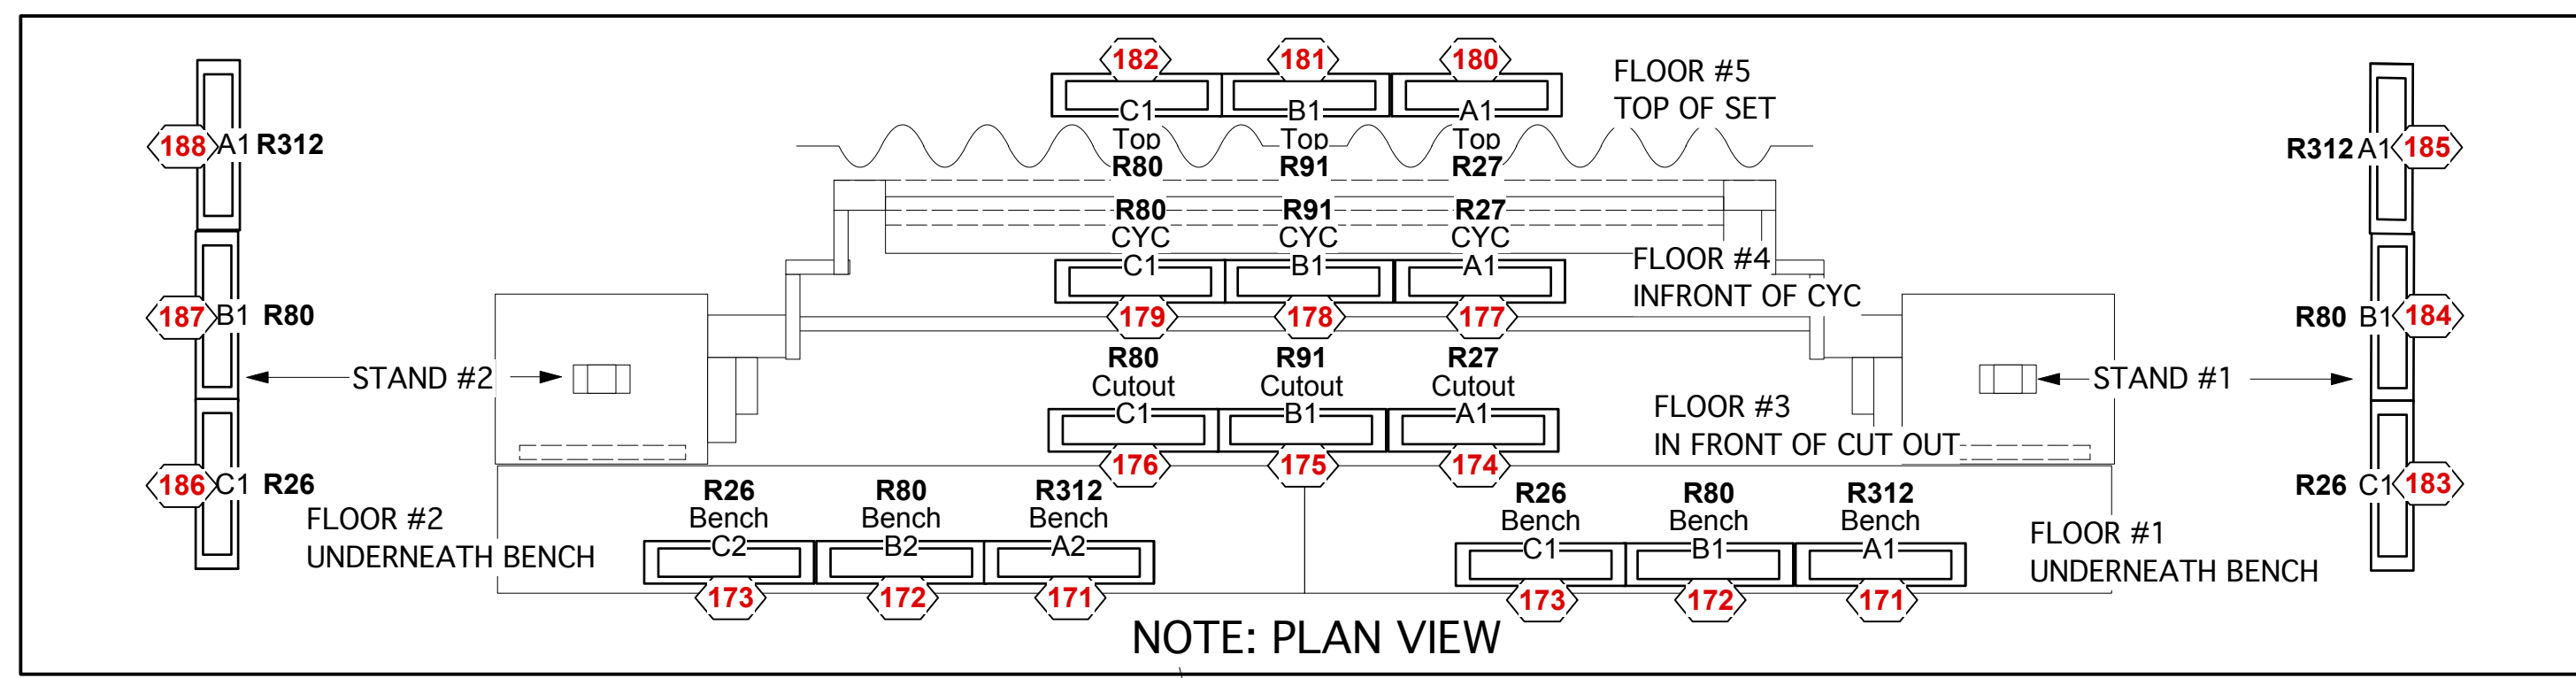 182 181 180
C1 B1 A1
Top Top Top
R80 R91 R27
FLOOR #5
TOP OF SET
188 A1 R312
R312 A1 185
R80 R91 R27
CYC CYC CYC
C1 B1 A1
179 178 177
FLOOR #4
INFRONT OF CYC
187 B1 R80
R80 B1 184
STAND #2
STAND #1
R80 R91 R27
Cutout Cutout Cutout
C1 B1 A1
176 175 174
FLOOR #3
IN FRONT OF CUT OUT
186 C1 R26
R26 C1 183
FLOOR #2
UNDERNEATH BENCH
R26 R80 R312
Bench Bench Bench
C2 B2 A2
173 172 171
R26 R80 R312
Bench Bench Bench
C1 B1 A1
173 172 171
FLOOR #1
UNDERNEATH BENCH
NOTE: PLAN VIEW